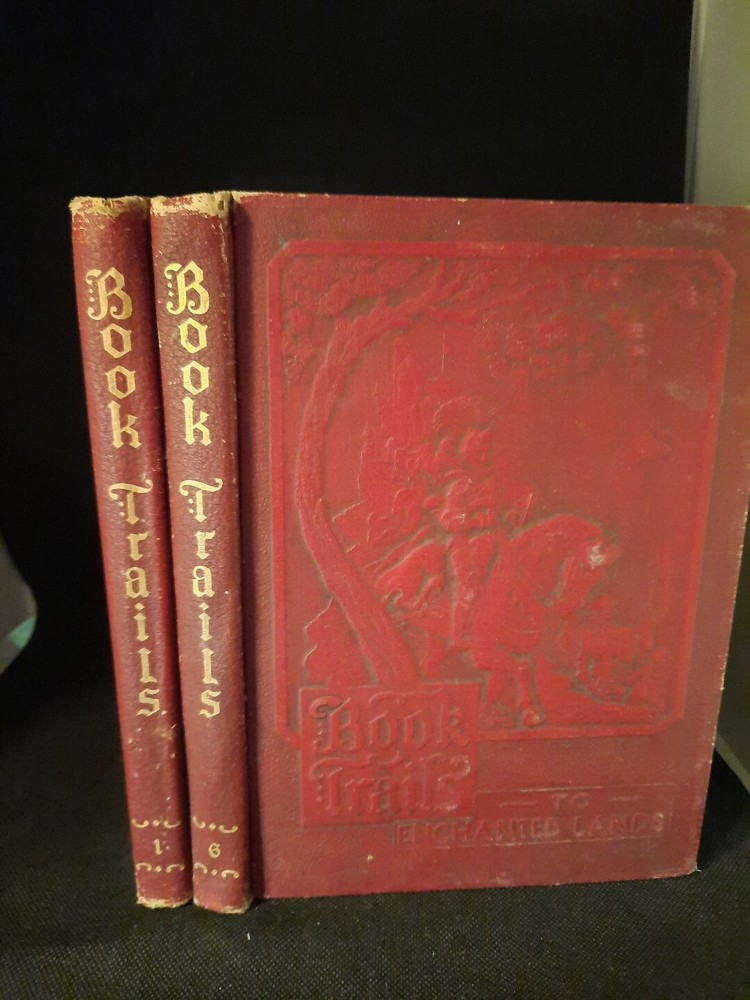 Book Trails
1
Book Trails
6
Book
Trails
TO
ENCHANTED LANDS